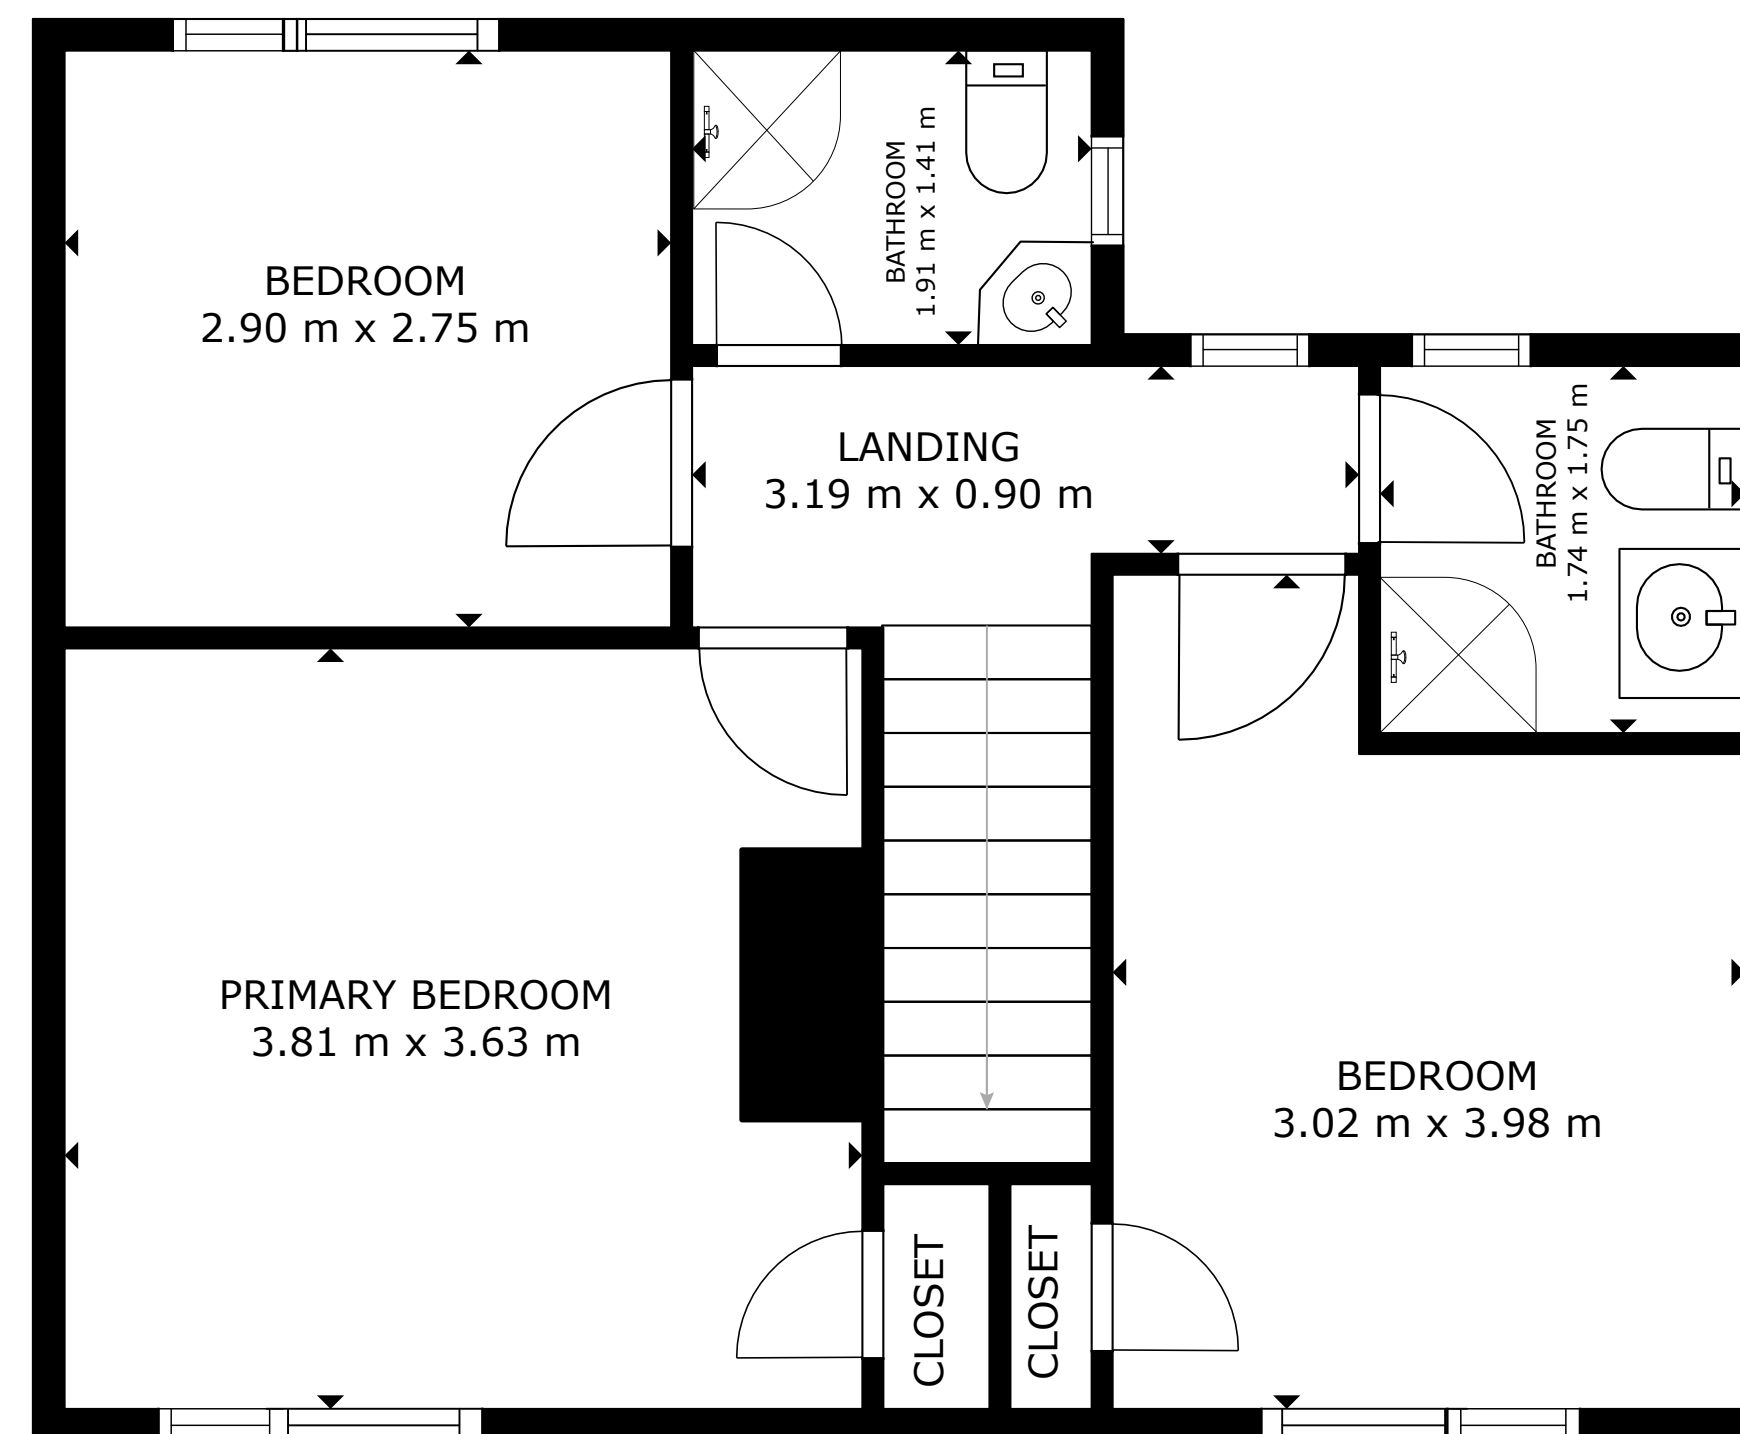 BATHROOM
1.91 m x 1.41 m
BEDROOM
2.90 m x 2.75 m
LANDING
3.19 m x 0.90 m
BATHROOM
1.74 m x 1.75 m
PRIMARY BEDROOM
3.81 m x 3.63 m
BEDROOM
3.02 m x 3.98 m
CLOSET
CLOSET